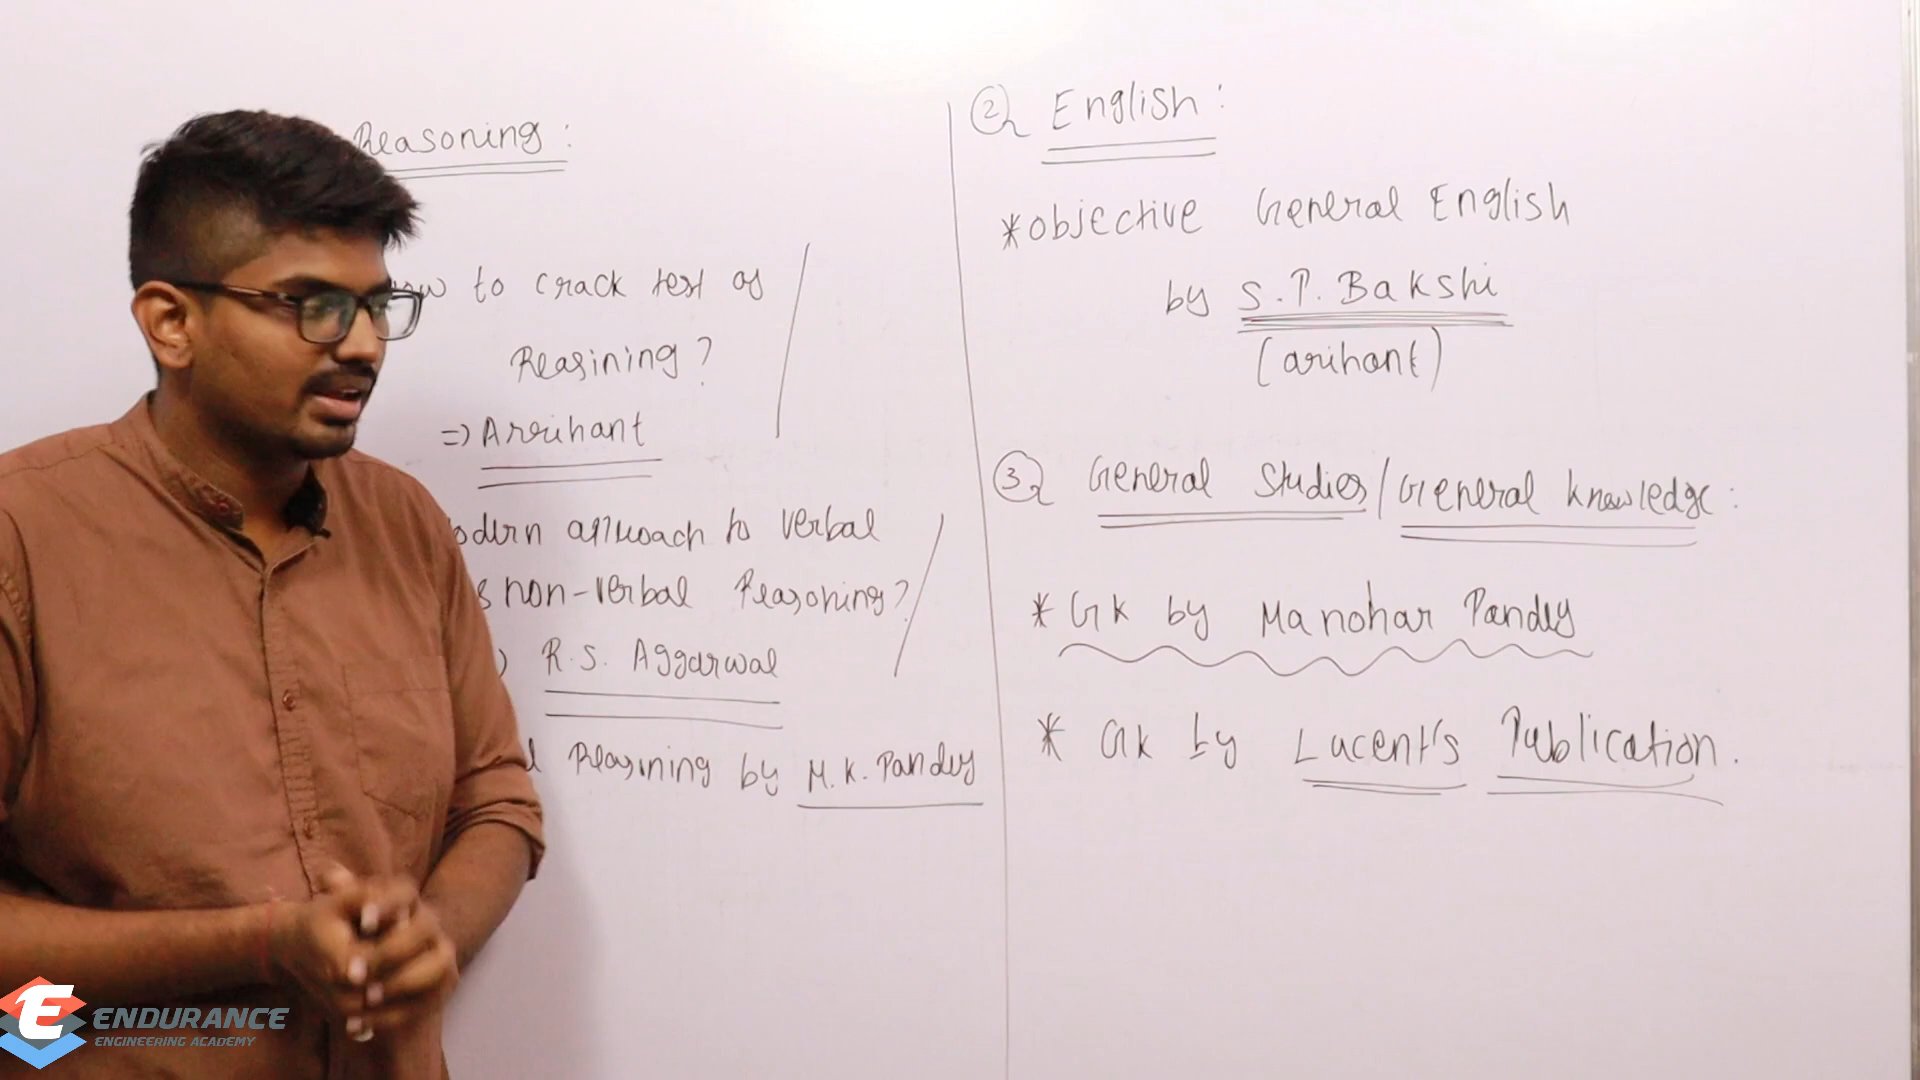 Reasoning :
how to crack test of
Reasining ?
=> Arrihant
odern approach to verbal
& non-verbal Reasoning ?
R.S. Aggarwal
Reasining by M.K. Pandey
2 English :
* objective General English
by S.P. Bakshi
(arihant)
3 General Studies / General knowledge :
* GK by Manohar Pandey
* GK by Lucent's Publication.
E ENDURANCE
ENGINEERING ACADEMY